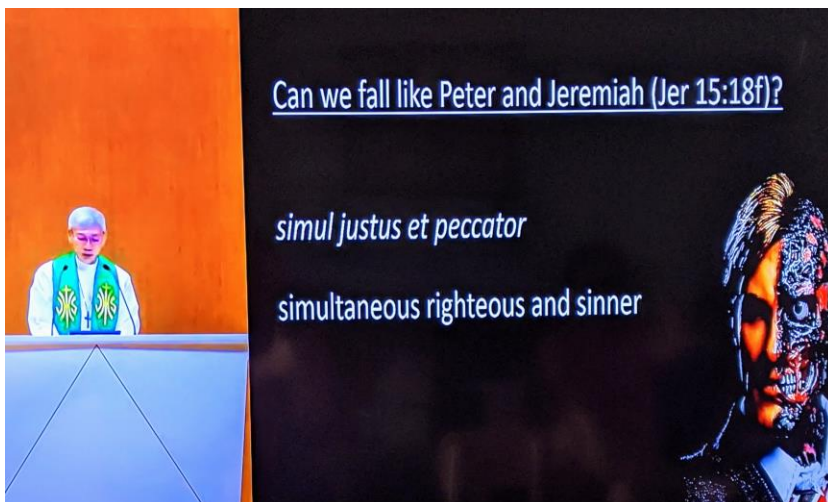 Can we fall like Peter and Jeremiah (Jer 15:18f)?
simul justus et peccator
simultaneous righteous and sinner